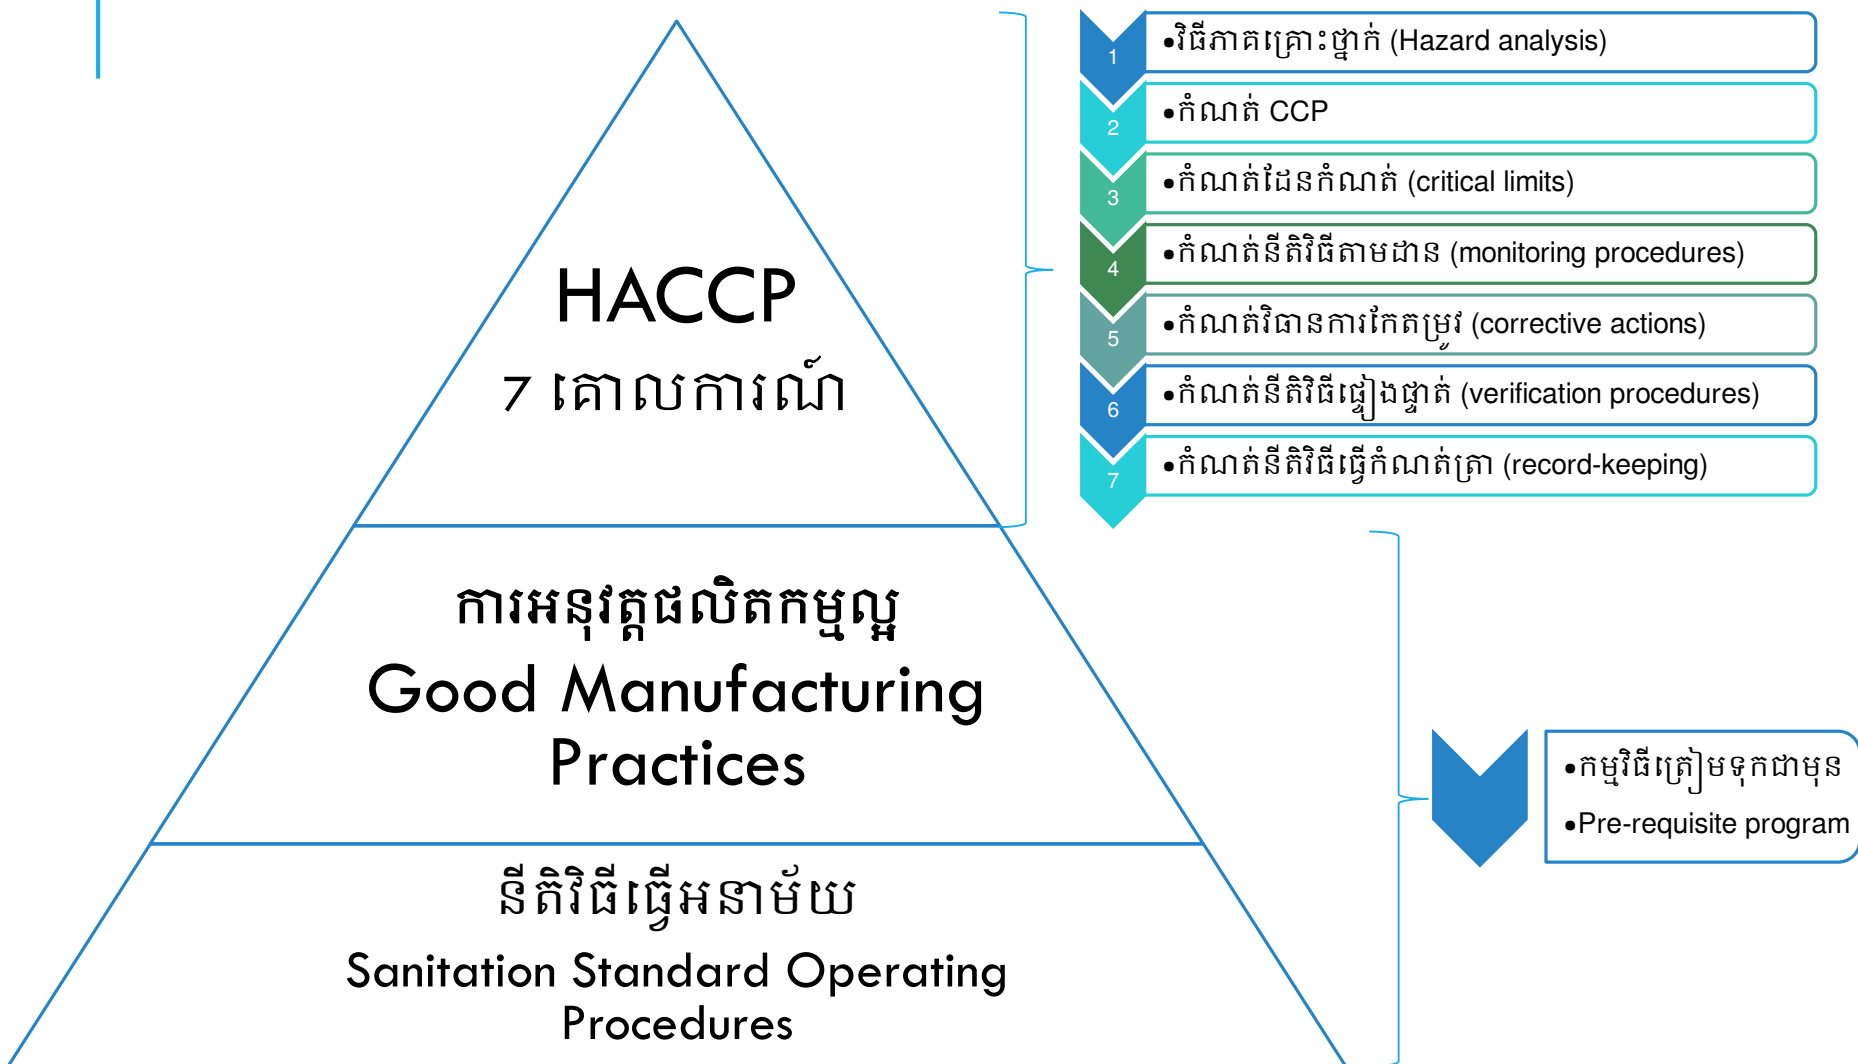 HACCP
7 គោលការណ៍
ការអនុវត្តផលិតកម្មល្អ
Good Manufacturing
Practices
នីតិវិធីធ្វើអនាម័យ
Sanitation Standard Operating
Procedures
1
•វិធីភាគគ្រោះថ្នាក់ (Hazard analysis)
2
•កំណត់ CCP
3
•កំណត់ដែនកំណត់ (critical limits)
4
•កំណត់នីតិវិធីតាមដាន (monitoring procedures)
5
•កំណត់វិធានការកែតម្រូវ (corrective actions)
6
•កំណត់នីតិវិធីផ្ទៀងផ្ទាត់ (verification procedures)
7
•កំណត់នីតិវិធីធ្វើកំណត់ត្រា (record-keeping)
•កម្មវិធីត្រៀមទុកជាមុន
•Pre-requisite program